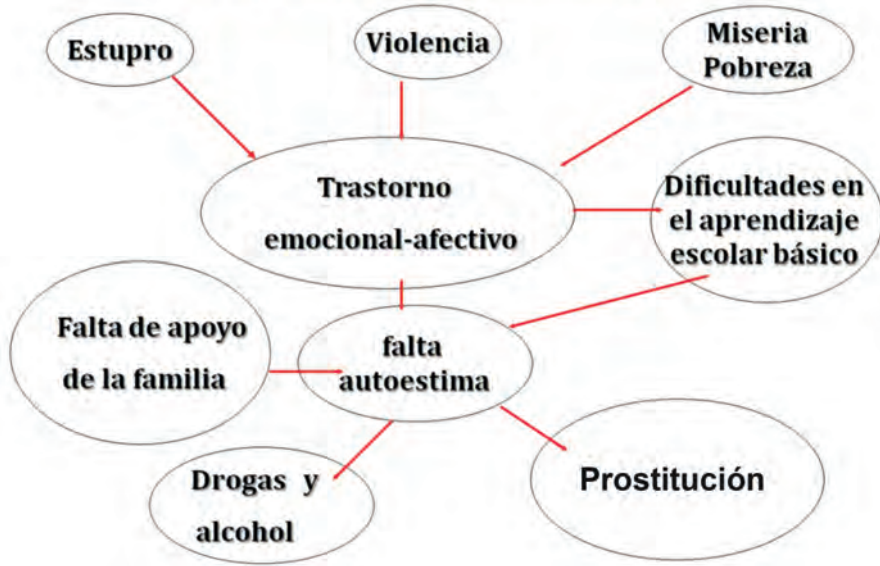 Estupro
Violencia
Miseria
Pobreza
Trastorno
emocional-afectivo
Dificultades en
el aprendizaje
escolar básico
Falta de apoyo
de la familia
falta
autoestima
Drogas y
alcohol
Prostitución